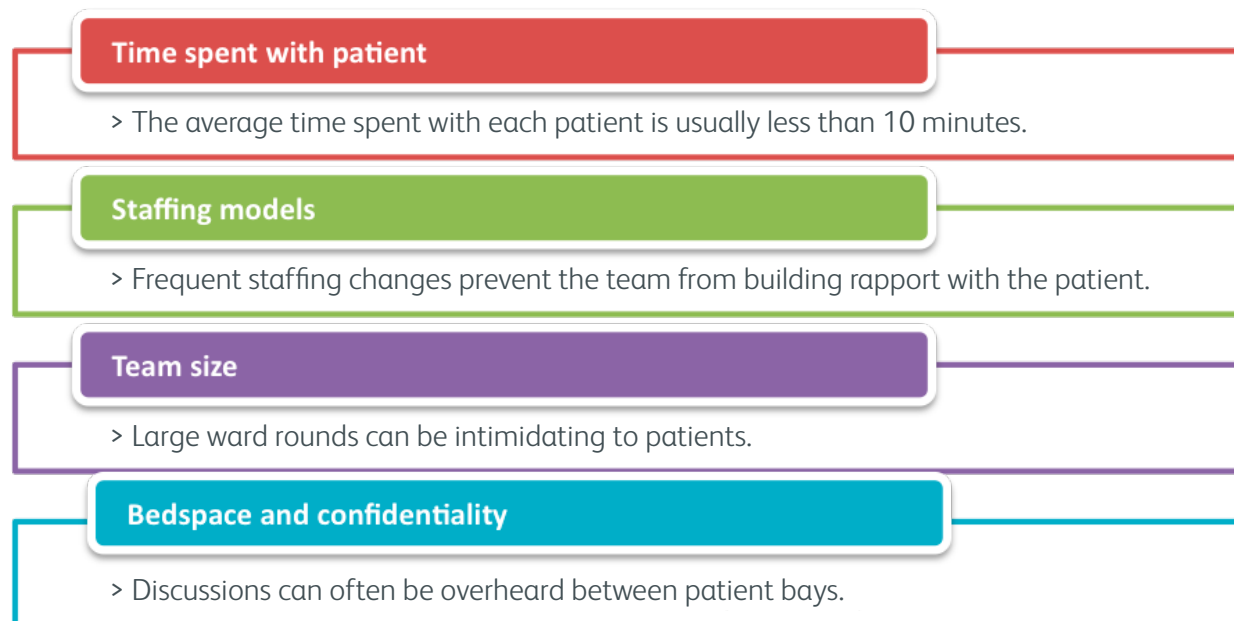 Time spent with patient
> The average time spent with each patient is usually less than 10 minutes.
Staffing models
> Frequent staffing changes prevent the team from building rapport with the patient.
Team size
> Large ward rounds can be intimidating to patients.
Bedspace and confidentiality
> Discussions can often be overheard between patient bays.